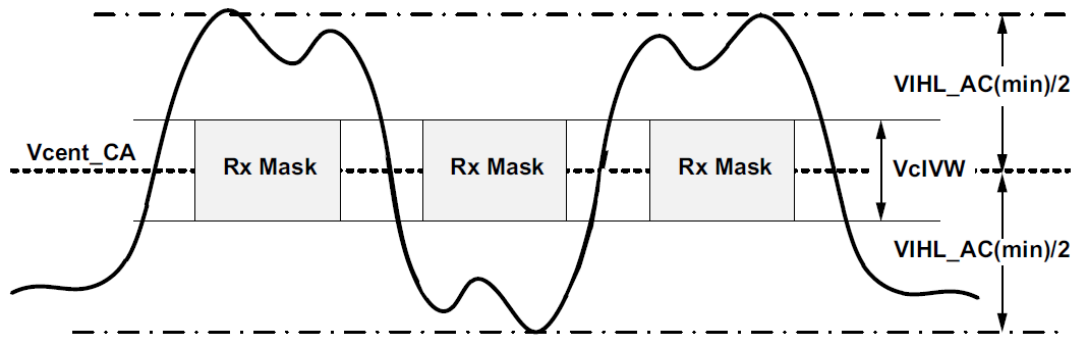 VIHL_AC(min)/2
Vcent_CA
Rx Mask
Rx Mask
Rx Mask
VcIVW
VIHL_AC(min)/2